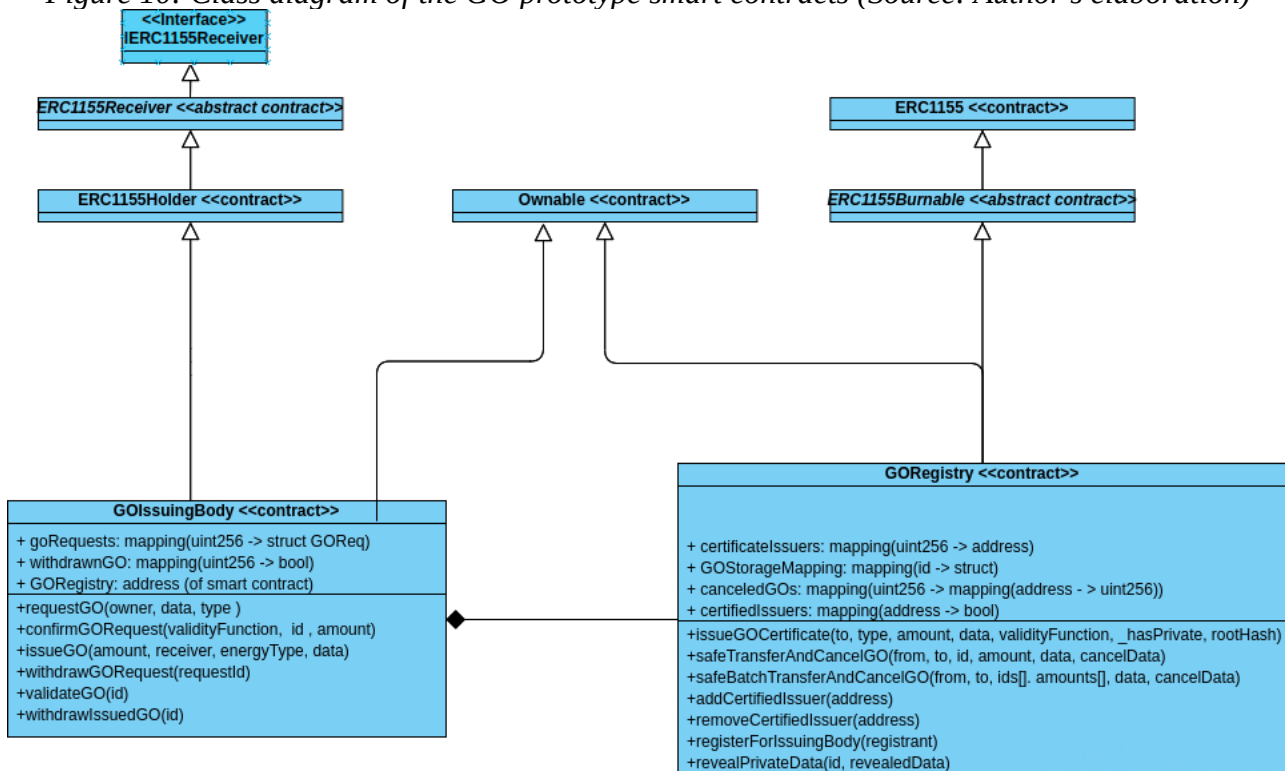 Figure 10: Class diagram of the GO prototype smart contracts (Source: Author's elaboration)
<<Interface>>
IERC1155Receiver
ERC1155Receiver <<abstract contract>>
ERC1155 <<contract>>
ERC1155Holder <<contract>>
Ownable <<contract>>
ERC1155Burnable <<abstract contract>>
GOIssuingBody <<contract>>
+ goRequests: mapping(uint256 -> struct GOReq)
+ withdrawnGO: mapping(uint256 -> bool)
+ GORegistry: address (of smart contract)
+requestGO(owner, data, type )
+confirmGORequest(validityFunction, id , amount)
+issueGO(amount, receiver, energyType, data)
+withdrawGORequest(requestId)
+validateGO(id)
+withdrawIssuedGO(id)
GORegistry <<contract>>
+ certificateIssuers: mapping(uint256 -> address)
+ GOStorageMapping: mapping(id -> struct)
+ canceledGOs: mapping(uint256 -> mapping(address - > uint256))
+ certifiedIssuers: mapping(address -> bool)
+issueGOCertificate(to, type, amount, data, validityFunction, _hasPrivate, rootHash)
+safeTransferAndCancelGO(from, to, id, amount, data, cancelData)
+safeBatchTransferAndCancelGO(from, to, ids[]. amounts[], data, cancelData)
+addCertifiedIssuer(address)
+removeCertifiedIssuer(address)
+registerForIssuingBody(registrant)
+revealPrivateData(id, revealedData)